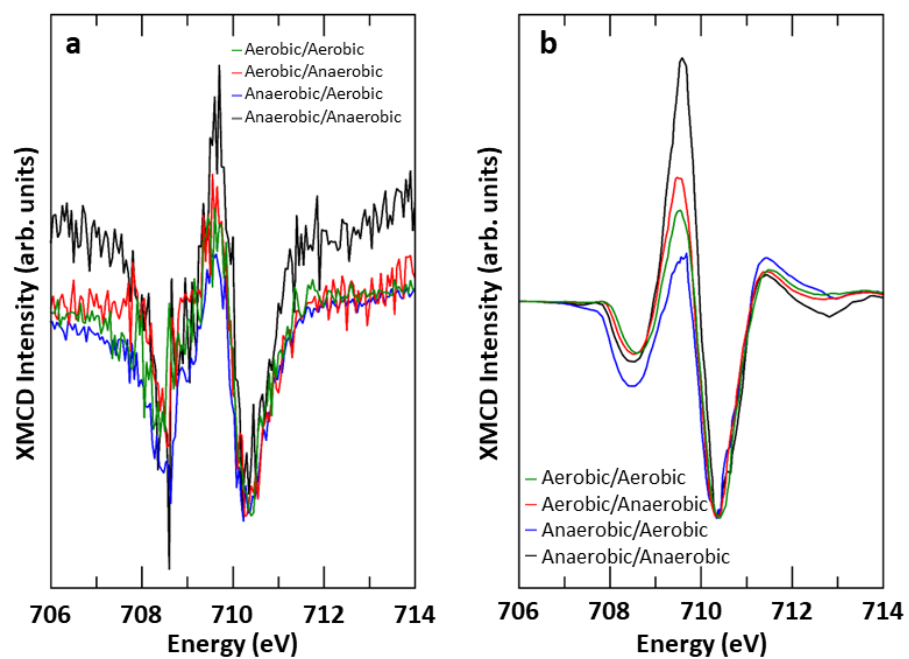 a
Aerobic/Aerobic
Aerobic/Anaerobic
Anaerobic/Aerobic
Anaerobic/Anaerobic
XMCD Intensity (arb. units)
706 708 710 712 714
Energy (eV)
b
XMCD Intensity (arb. units)
Aerobic/Aerobic
Aerobic/Anaerobic
Anaerobic/Aerobic
Anaerobic/Anaerobic
706 708 710 712 714
Energy (eV)